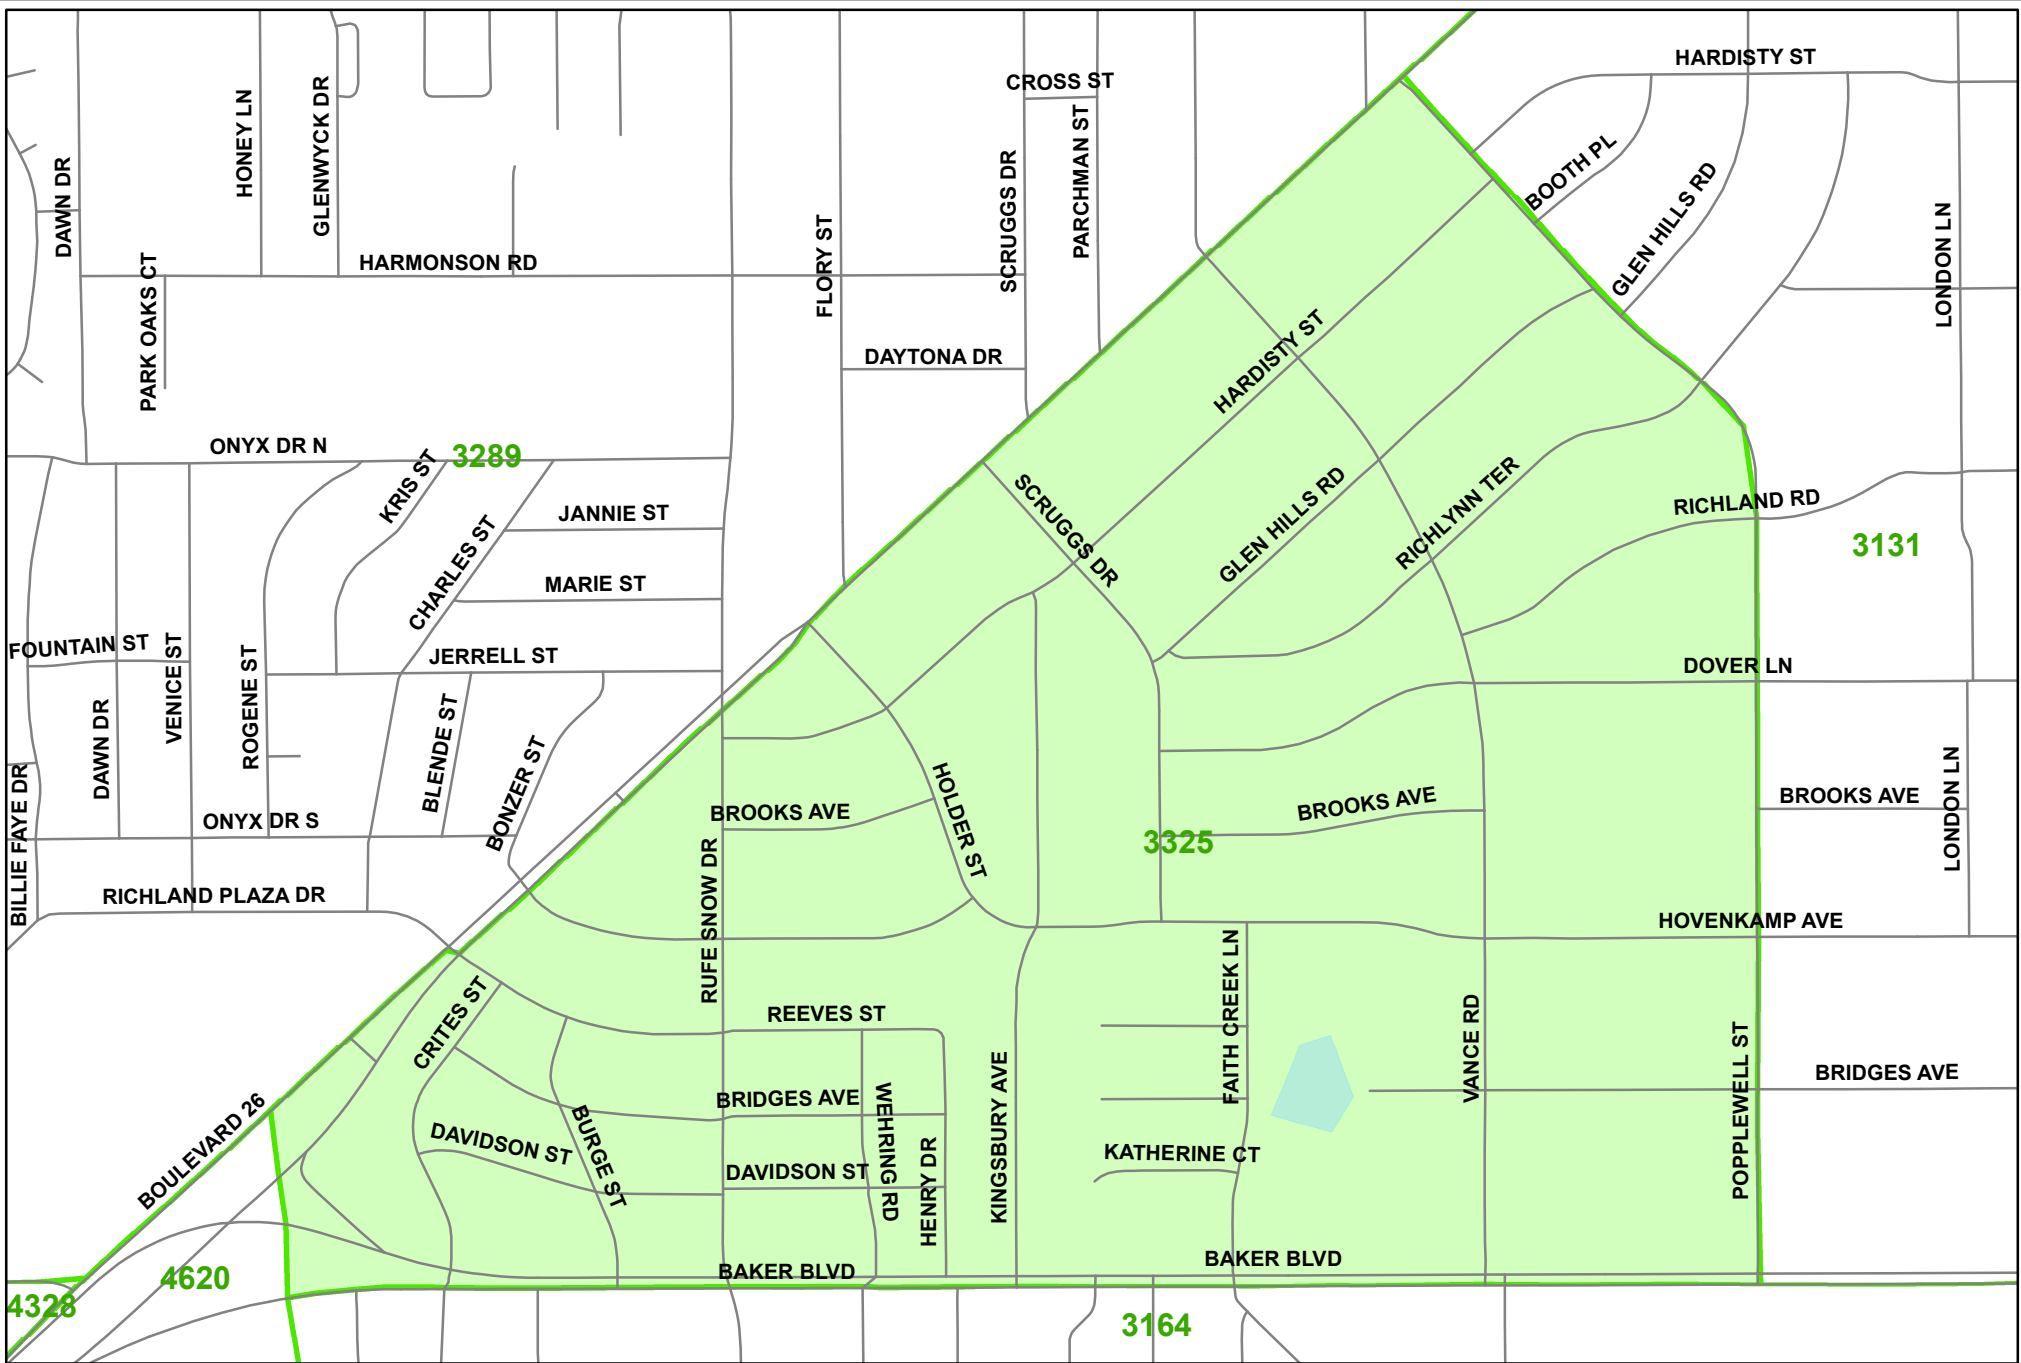 HARDISTY ST
CROSS ST
HONEY LN
GLENWYCK DR
PARCHMAN ST
DAWN DR
SCRUGGS DR
BOOTH PL
GLEN HILLS RD
LONDON LN
FLORY ST
HARMONSON RD
PARK OAKS CT
DAYTONA DR
HARDISTY ST
ONYX DR N
3289
KRIS ST
SCRUGGS DR
GLEN HILLS RD
RICHLYNN TER
RICHLAND RD
JANNIE ST
CHARLES ST
3131
MARIE ST
FOUNTAIN ST
VENICE ST
ROGENE ST
JERRELL ST
DOVER LN
DAWN DR
BLENDE ST
BONZER ST
HOLDER ST
BROOKS AVE
BROOKS AVE
BROOKS AVE
LONDON LN
BILLIE FAYE DR
ONYX DR S
3325
RUFE SNOW DR
RICHLAND PLAZA DR
HOVENKAMP AVE
FAITH CREEK LN
CRITES ST
REEVES ST
VANCE RD
POPPLEWELL ST
KINGSBURY AVE
BRIDGES AVE
BRIDGES AVE
BOULEVARD 26
WEHRING RD
BURGE ST
DAVIDSON ST
DAVIDSON ST
HENRY DR
KATHERINE CT
BAKER BLVD
BAKER BLVD
4620
4328
3164